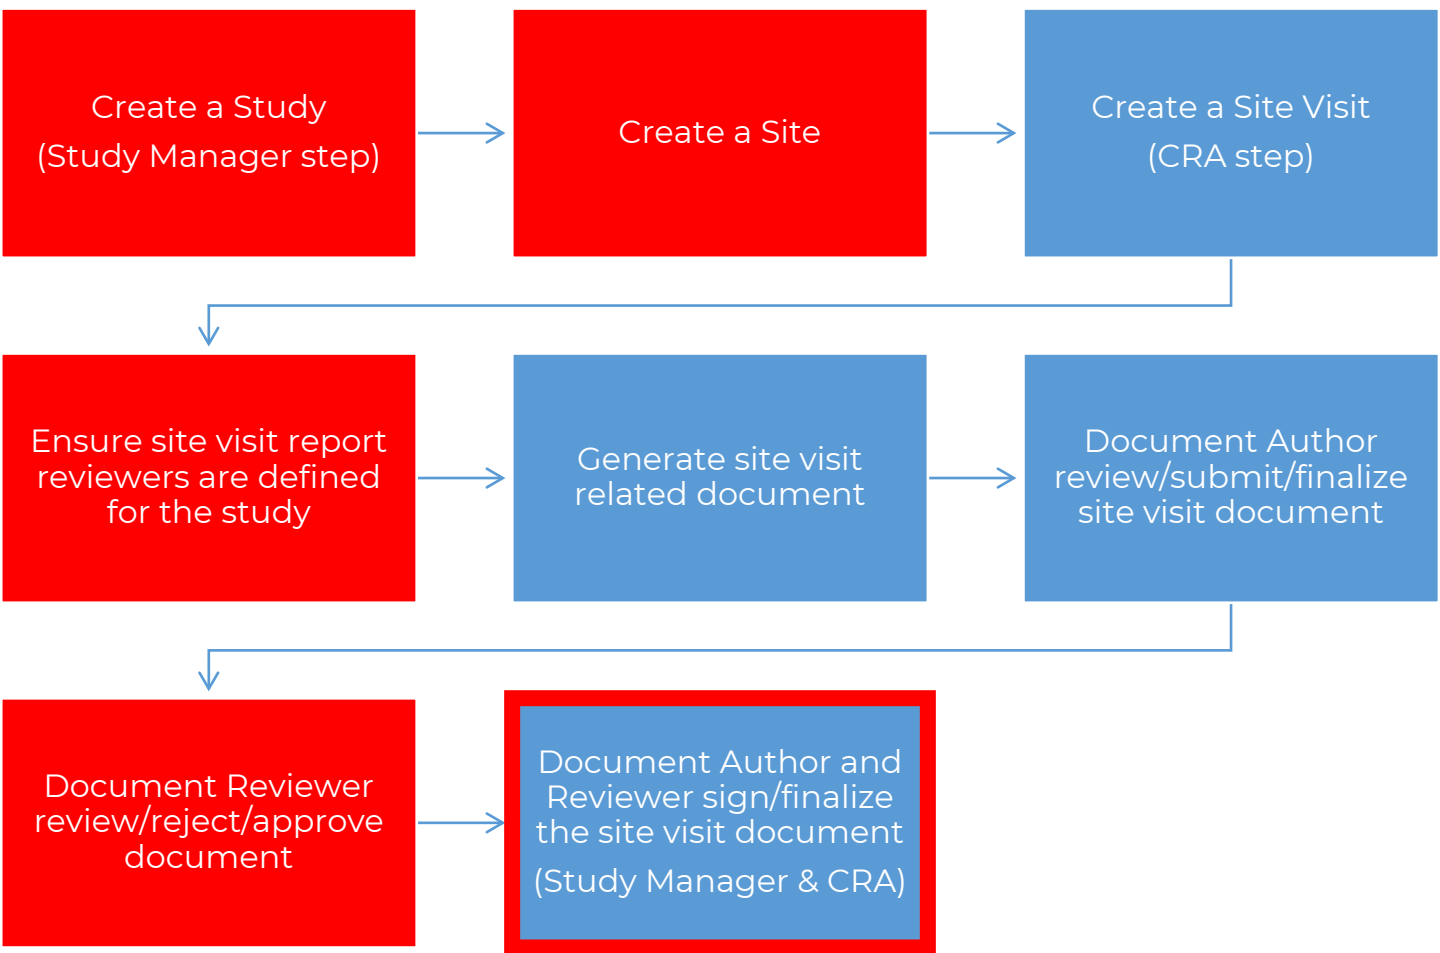 Create a Study
(Study Manager step)
Create a Site
Create a Site Visit
(CRA step)
Ensure site visit report
reviewers are defined
for the study
Generate site visit
related document
Document Author
review/submit/finalize
site visit document
Document Reviewer
review/reject/approve
document
Document Author and
Reviewer sign/finalize
the site visit document
(Study Manager & CRA)